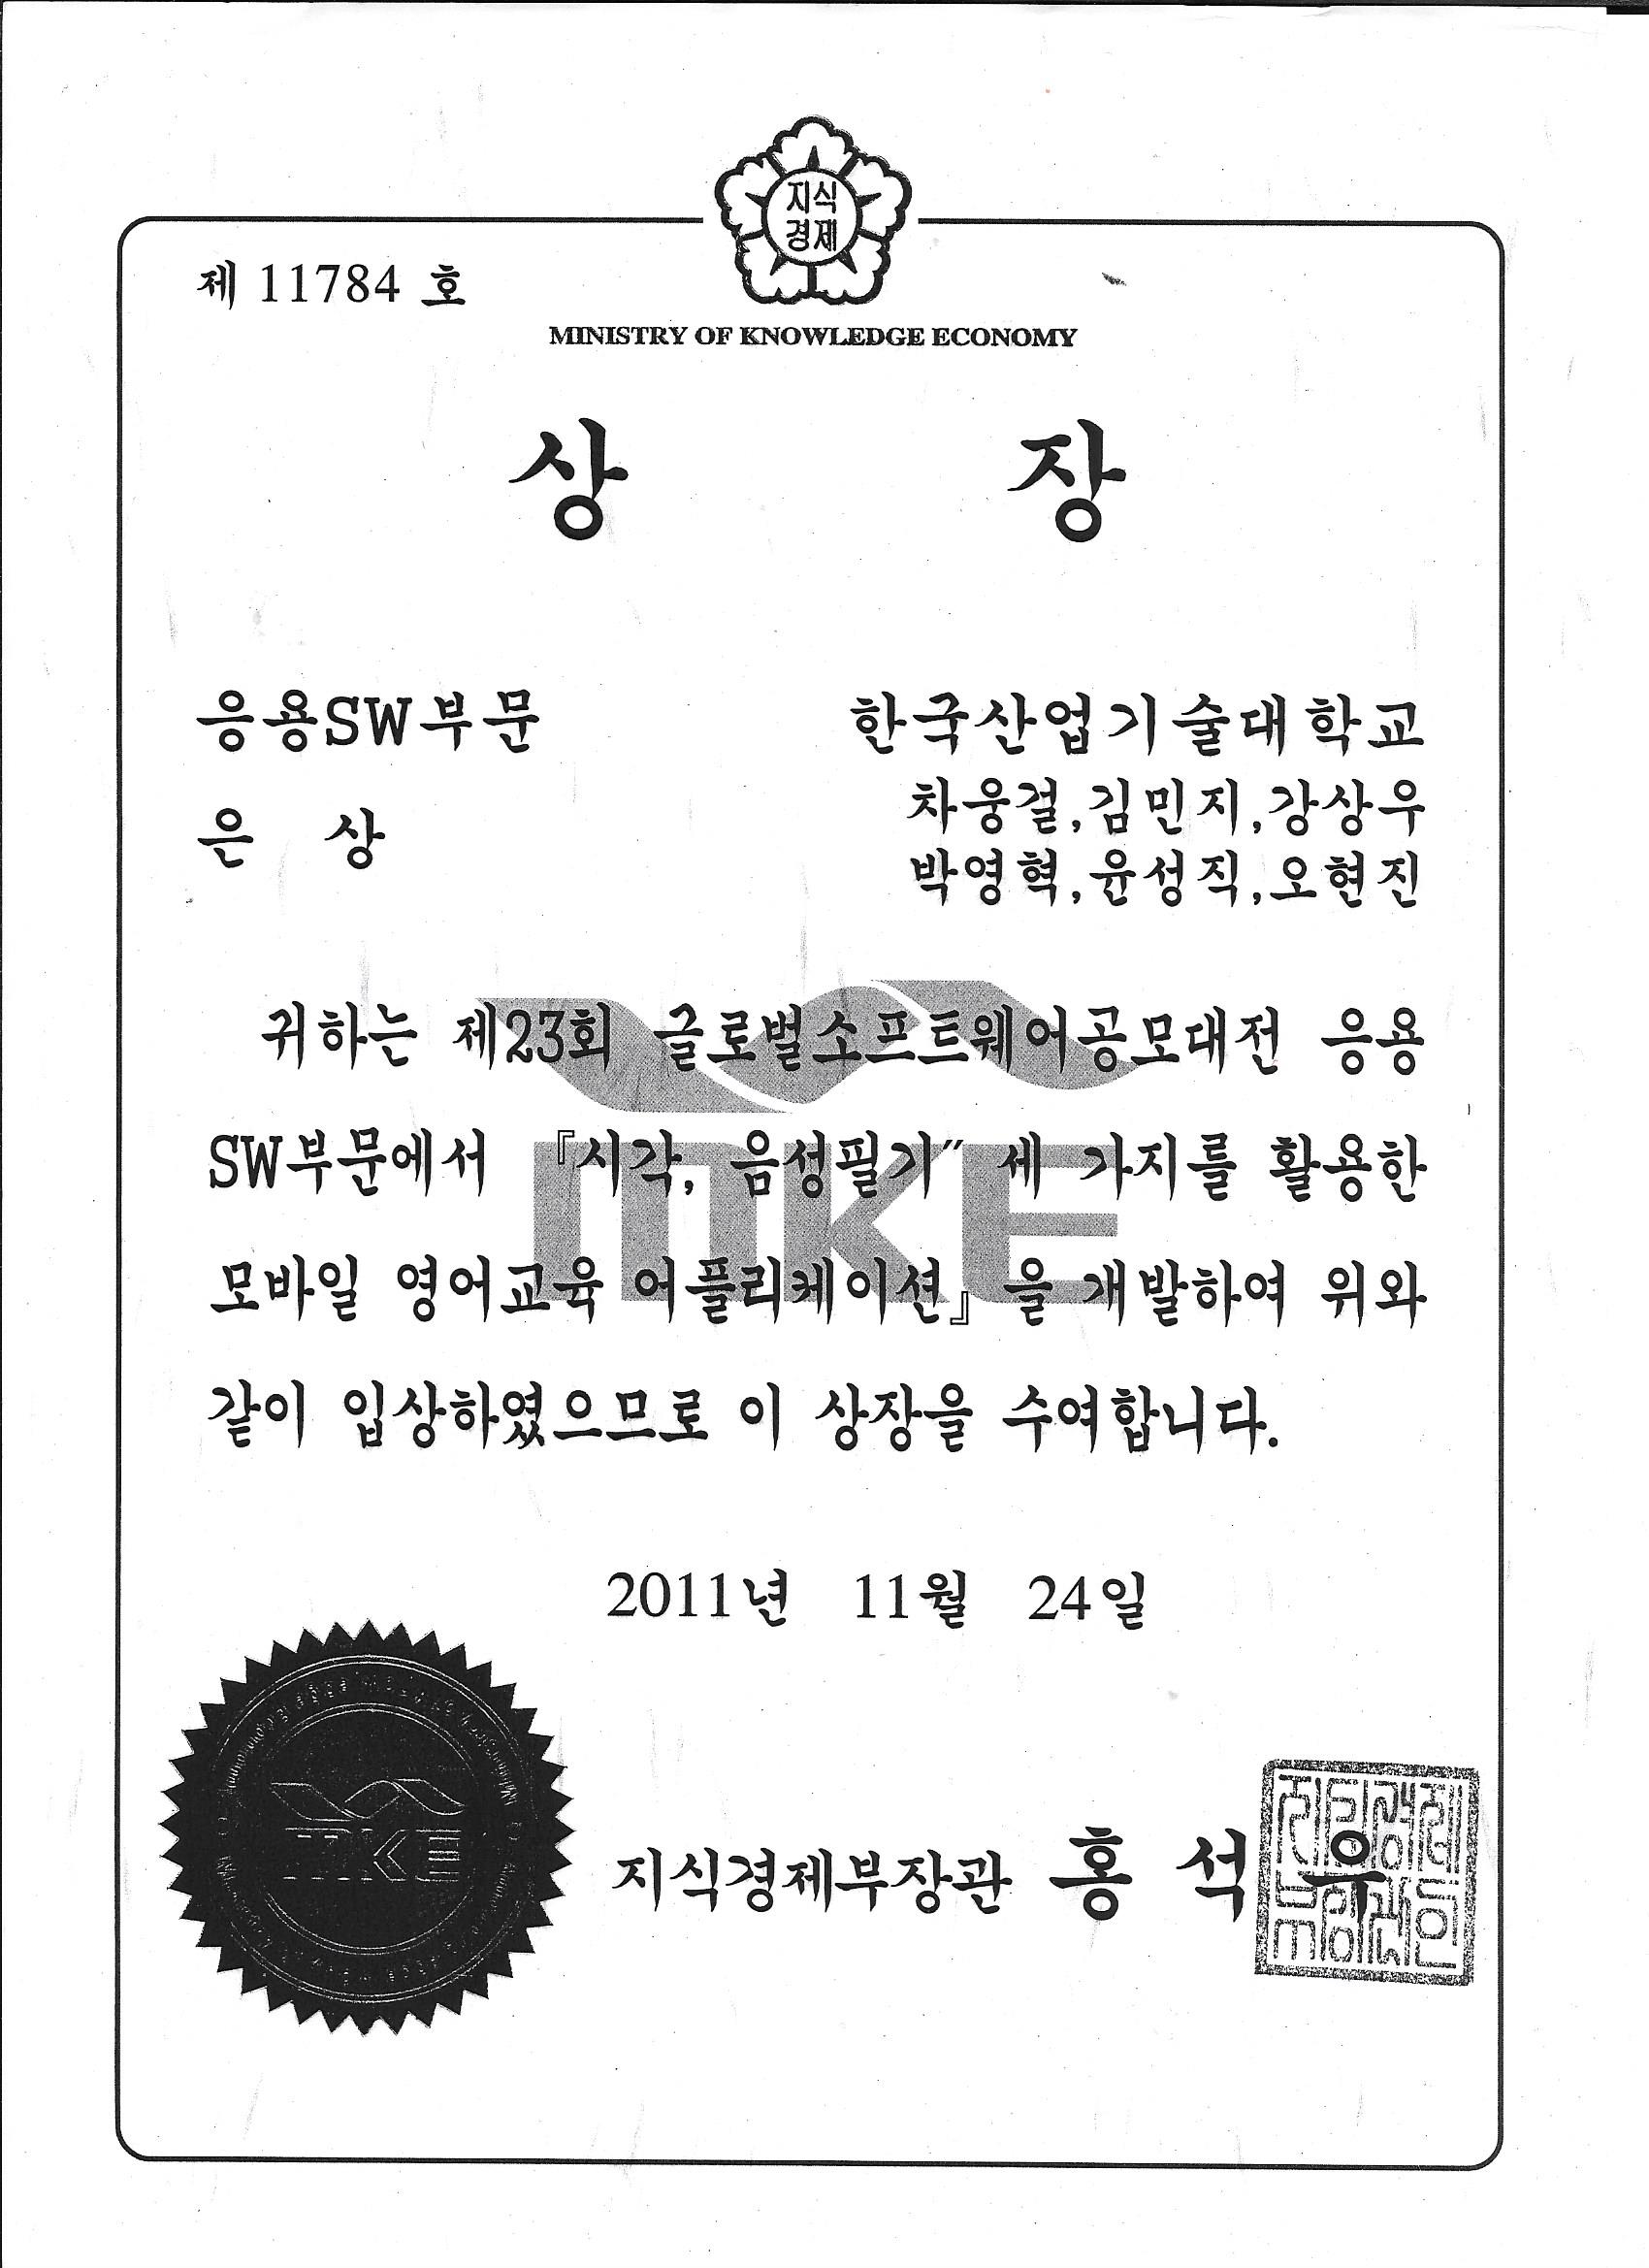 지식
경제
제 11784 호
MINISTRY OF KNOWLEDGE ECONOMY
상 장
응용SW부문
한국산업기술대학교
은 상
차웅걸,김민지,강상우
박영혁,윤성직,오현진
귀하는 제23회 글로벌소프트웨어공모대전 응용
SW부문에서 『시각, 음성필기" 세 가지를 활용한
모바일 영어교육 어플리케이션』을 개발하여 위와
같이 입상하였으므로 이 상장을 수여합니다.
MKE
2011년 11월 24일
MKE
지식경제부장관 홍 석 우